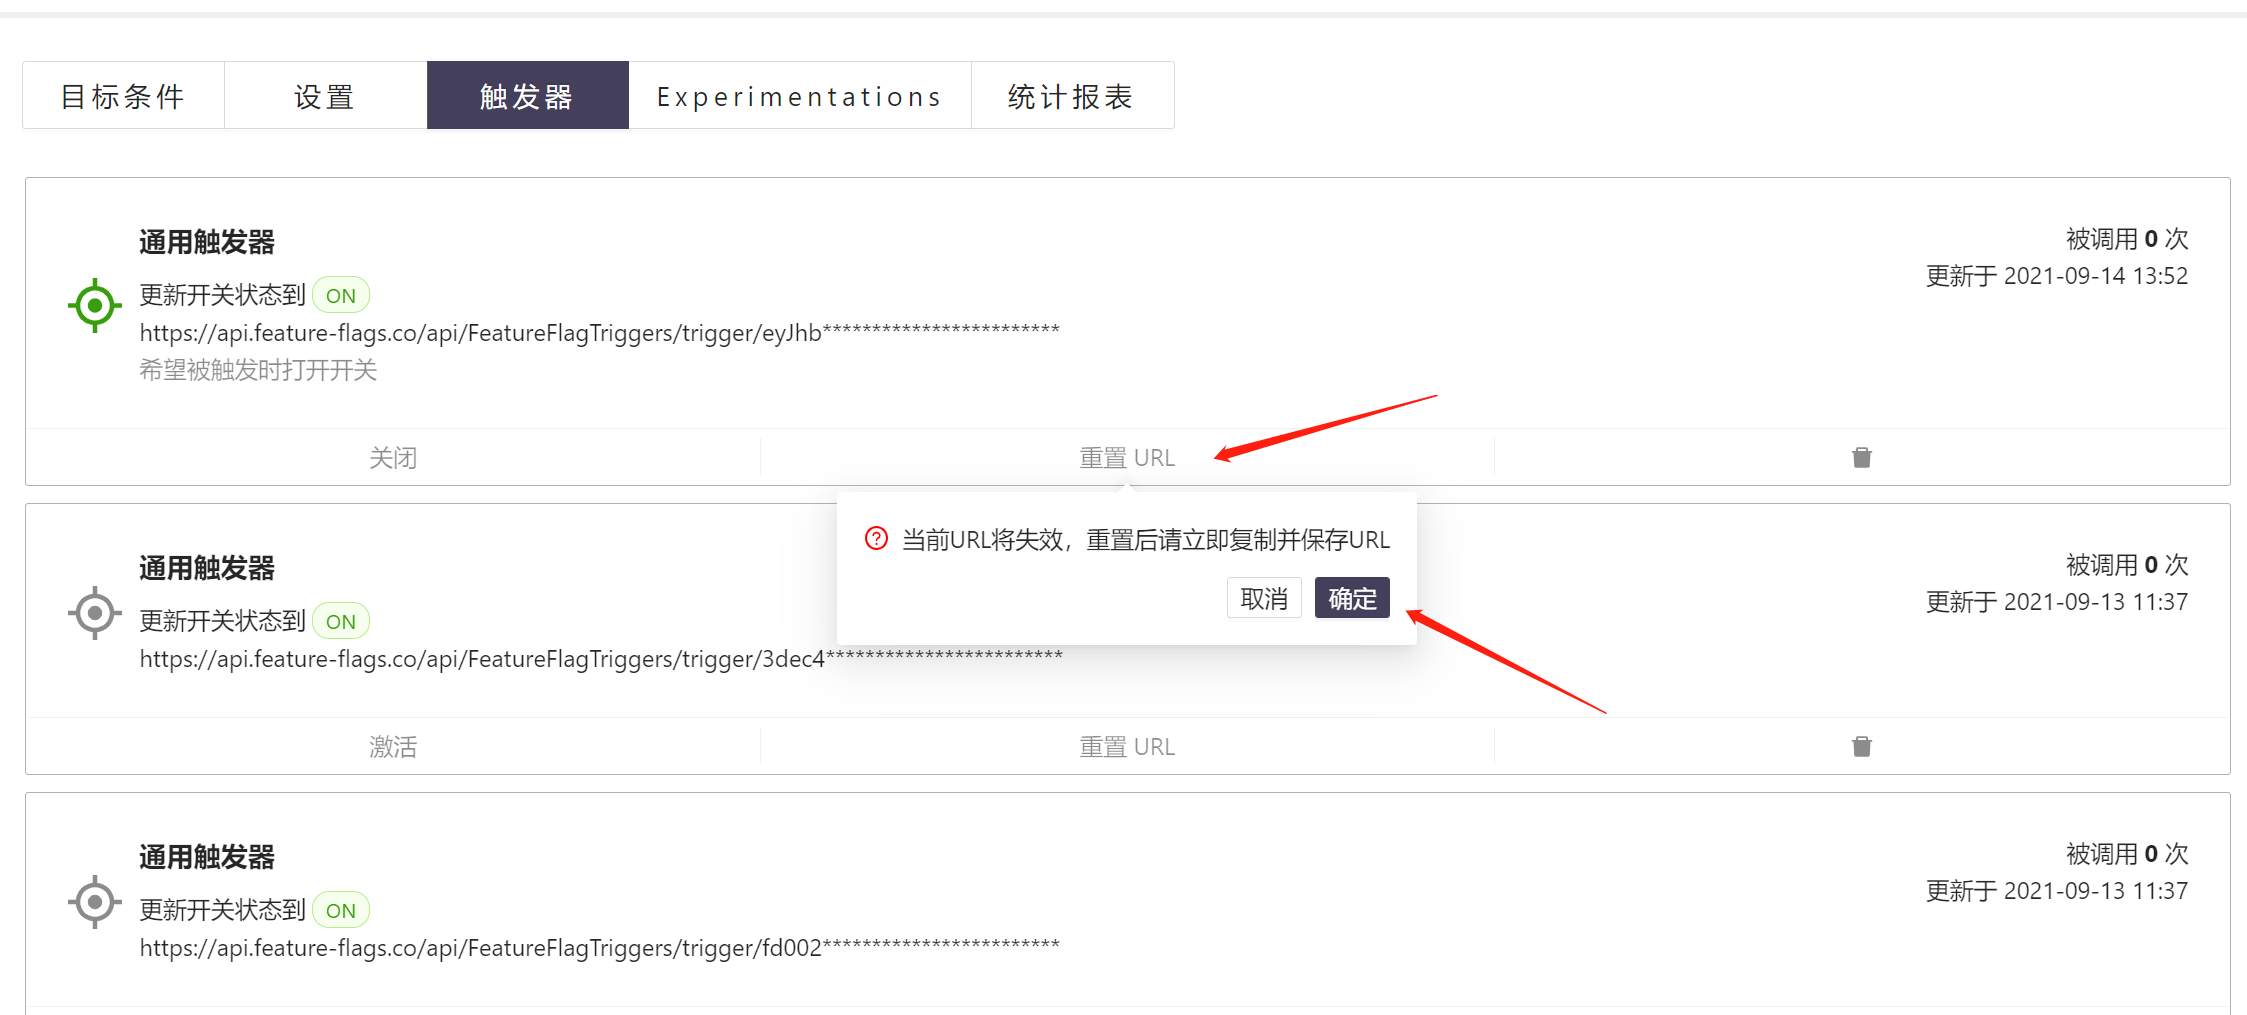 目标条件 设置 触发器 Experimentations 统计报表
通用触发器
被调用 0 次
更新于 2021-09-14 13:52
更新开关状态到 ON
https://api.feature-flags.co/api/FeatureFlagTriggers/trigger/eyJhb************************
希望被触发时打开开关
关闭 重置 URL
当前URL将失效，重置后请立即复制并保存URL
取消 确定
通用触发器
被调用 0 次
更新于 2021-09-13 11:37
更新开关状态到 ON
https://api.feature-flags.co/api/FeatureFlagTriggers/trigger/3dec4************************
激活 重置 URL
通用触发器
被调用 0 次
更新于 2021-09-13 11:37
更新开关状态到 ON
https://api.feature-flags.co/api/FeatureFlagTriggers/trigger/fd002************************